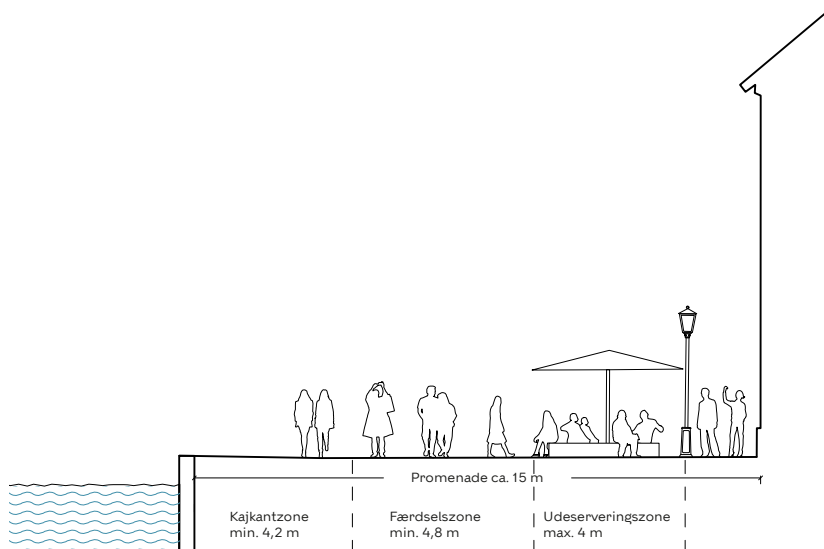 Promenade ca. 15 m
Kajkantzone
min. 4,2 m
Færdselszone
min. 4,8 m
Udeserveringszone
max. 4 m